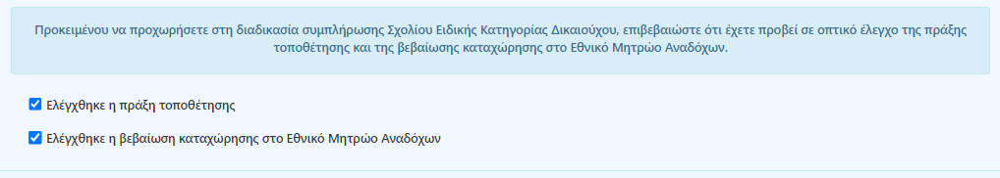 Προκειμένου να προχωρήσετε στη διαδικασία συμπλήρωσης Σχολίου Ειδικής Κατηγορίας Δικαιούχου, επιβεβαιώστε ότι έχετε προβεί σε οπτικό έλεγχο της πράξης
τοποθέτησης και της βεβαίωσης καταχώρησης στο Εθνικό Μητρώο Αναδόχων.
Ελέγχθηκε η πράξη τοποθέτησης
Ελέγχθηκε η βεβαίωση καταχώρησης στο Εθνικό Μητρώο Αναδόχων